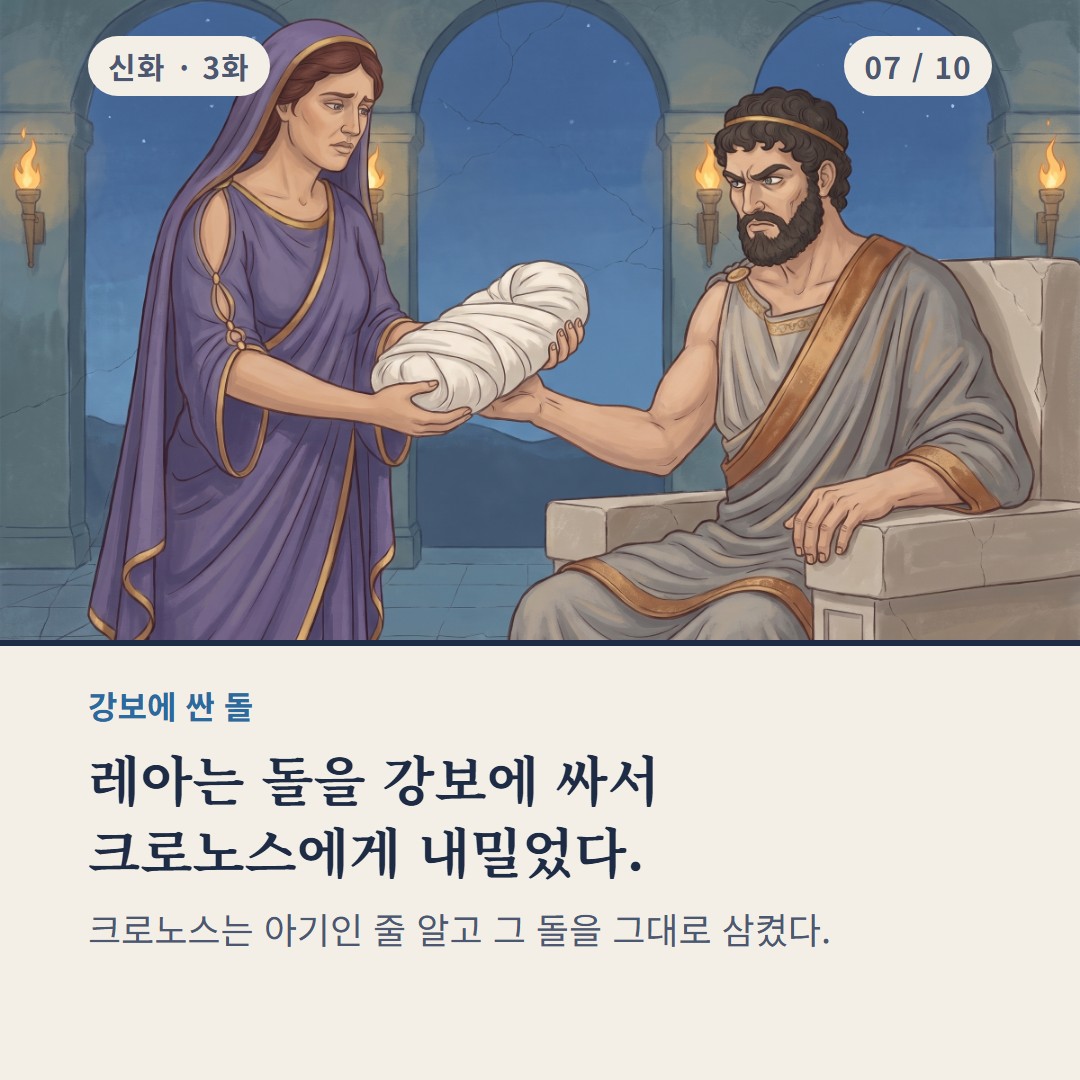 신화 · 3화
07 / 10
강보에 싼 돌
레아는 돌을 강보에 싸서
크로노스에게 내밀었다.
크로노스는 아기인 줄 알고 그 돌을 그대로 삼켰다.